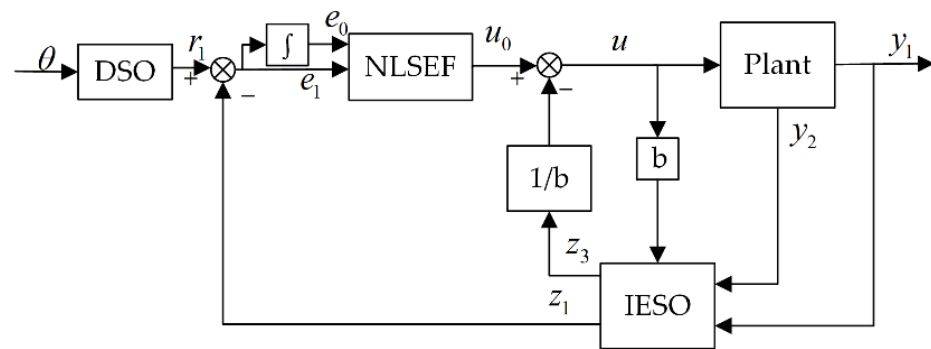 θ
DSO
r₁
+
−
∫
e₀
e₁
NLSEF
u₀
+
−
u
Plant
y₁
y₂
b
1/b
z₃
z₁
IESO